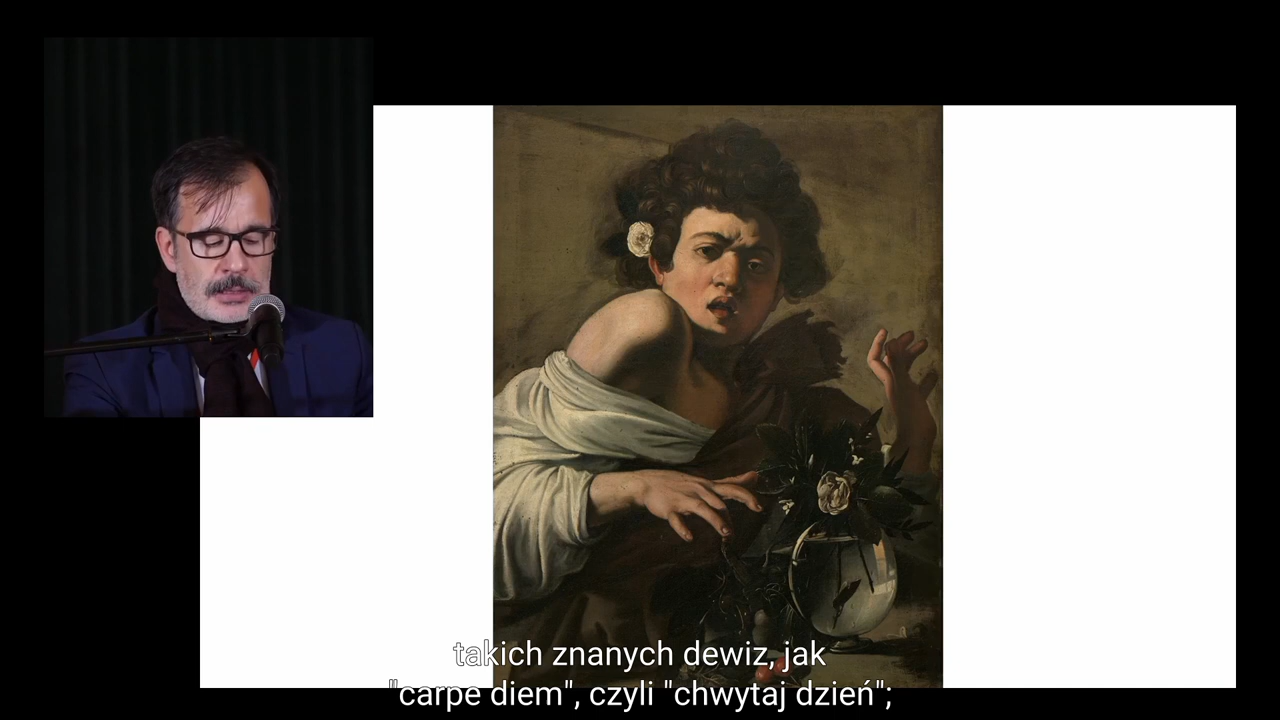 takich znanych dewiz, jak
"carpe diem", czyli "chwytaj dzień";